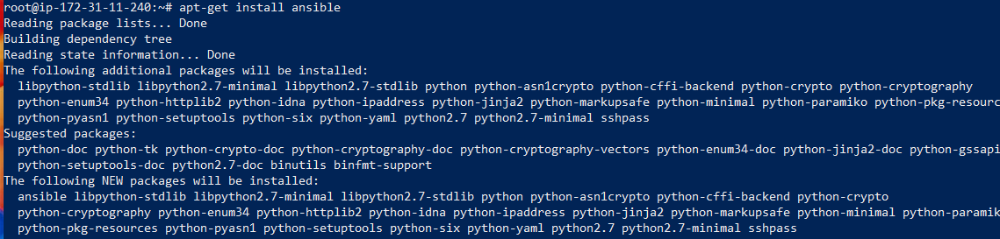 root@ip-172-31-11-240:~# apt-get install ansible
Reading package lists... Done
Building dependency tree
Reading state information... Done
The following additional packages will be installed:
libpython-stdlib libpython2.7-minimal libpython2.7-stdlib python python-asn1crypto python-cffi-backend python-crypto python-cryptography
python-enum34 python-httplib2 python-idna python-ipaddress python-jinja2 python-markupsafe python-minimal python-paramiko python-pkg-resourc
python-pyasn1 python-setuptools python-six python-yaml python2.7 python2.7-minimal sshpass
Suggested packages:
python-doc python-tk python-crypto-doc python-cryptography-doc python-cryptography-vectors python-enum34-doc python-jinja2-doc python-gssapi
python-setuptools-doc python2.7-doc binutils binfmt-support
The following NEW packages will be installed:
ansible libpython-stdlib libpython2.7-minimal libpython2.7-stdlib python python-asn1crypto python-cffi-backend python-crypto
python-cryptography python-enum34 python-httplib2 python-idna python-ipaddress python-jinja2 python-markupsafe python-minimal python-paramik
python-pkg-resources python-pyasn1 python-setuptools python-six python-yaml python2.7 python2.7-minimal sshpass